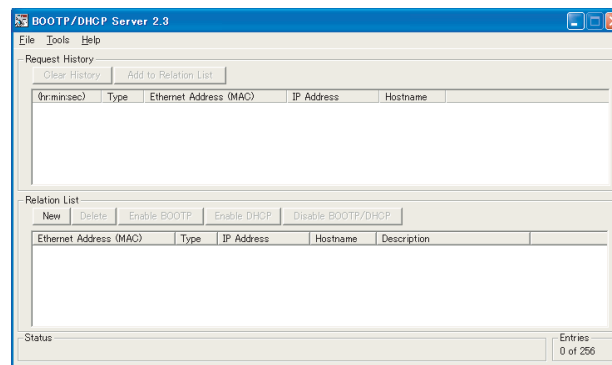 BOOTP/DHCP Server 2.3
File Tools Help
Request History
Clear History Add to Relation List
(hr:min:sec) Type Ethernet Address (MAC) IP Address Hostname
Relation List
New Delete Enable BOOTP Enable DHCP Disable BOOTP/DHCP
Ethernet Address (MAC) Type IP Address Hostname Description
Status Entries
0 of 256